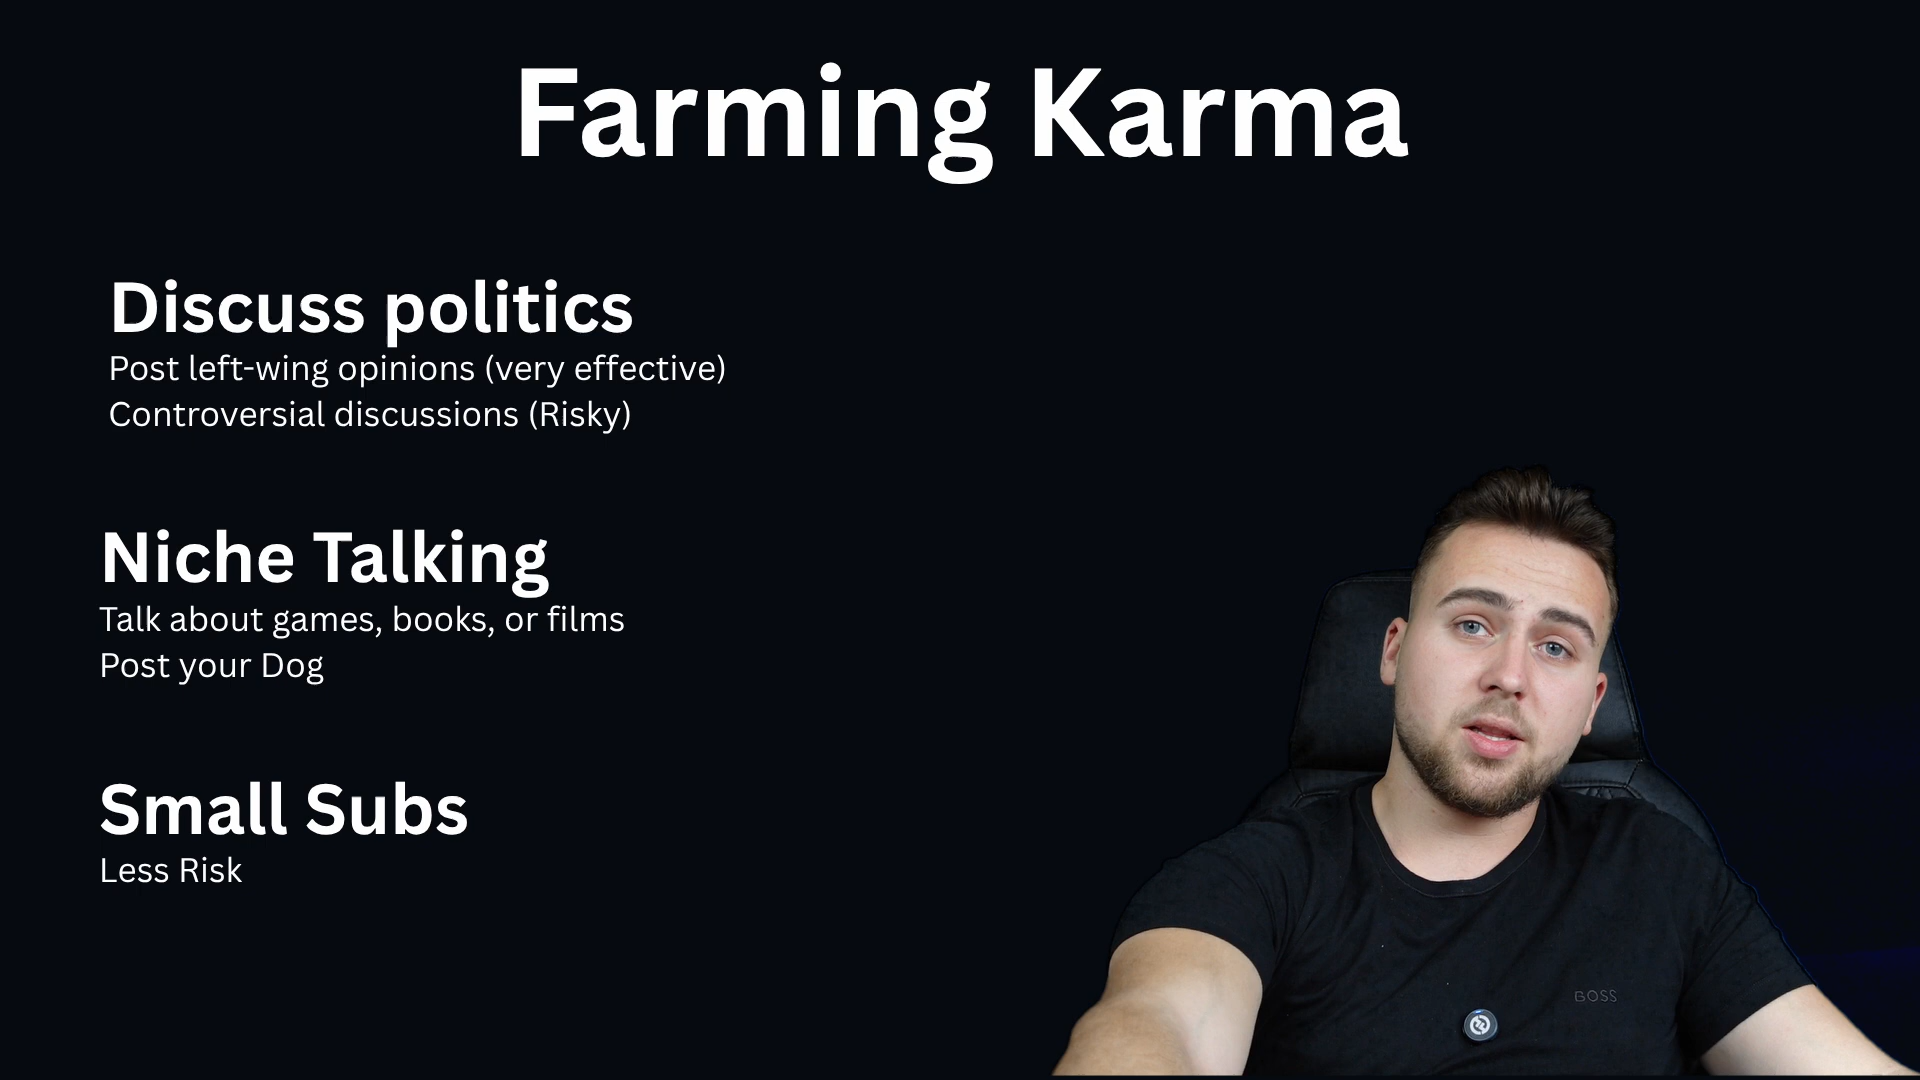 Farming Karma
Discuss politics
Post left-wing opinions (very effective)
Controversial discussions (Risky)
Niche Talking
Talk about games, books, or films
Post your Dog
Small Subs
Less Risk
BOSS